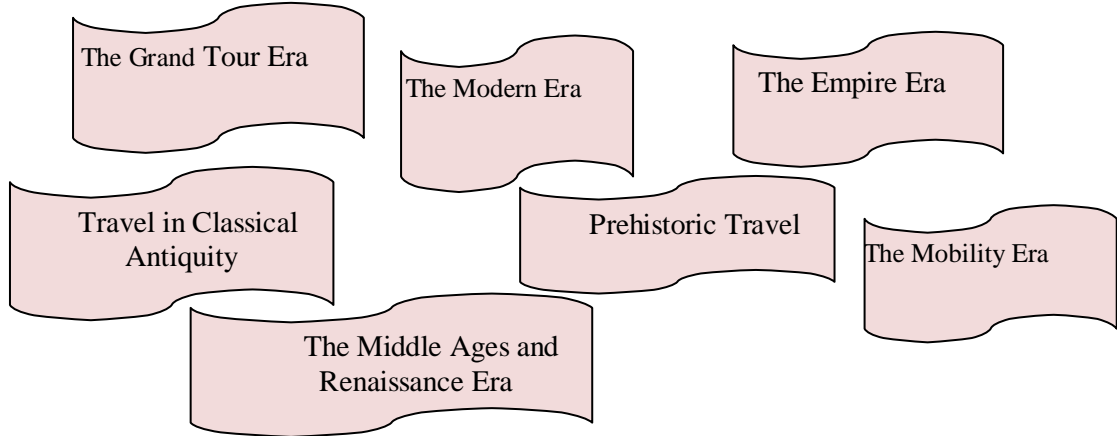 The Grand Tour Era
The Modern Era
The Empire Era
Travel in Classical
Antiquity
Prehistoric Travel
The Mobility Era
The Middle Ages and
Renaissance Era